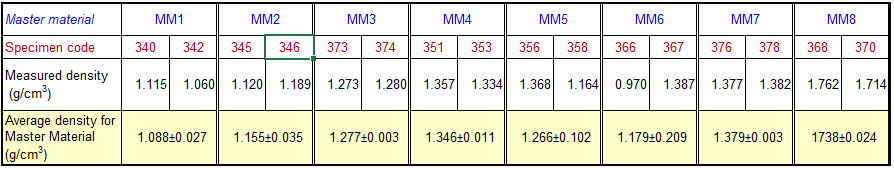 Master material MM1 MM2 MM3 MM4 MM5 MM6 MM7 MM8
Specimen code 340 342 345 346 373 374 351 353 356 358 366 367 376 378 368 370
Measured density
(g/cm³) 1.115 1.060 1.120 1.189 1.273 1.280 1.357 1.334 1.368 1.164 0.970 1.387 1.377 1.382 1.762 1.714
Average density for
Master Material 1.088±0.027 1.155±0.035 1.277±0.003 1.346±0.011 1.266±0.102 1.179±0.209 1.379±0.003 1738±0.024
(g/cm³)